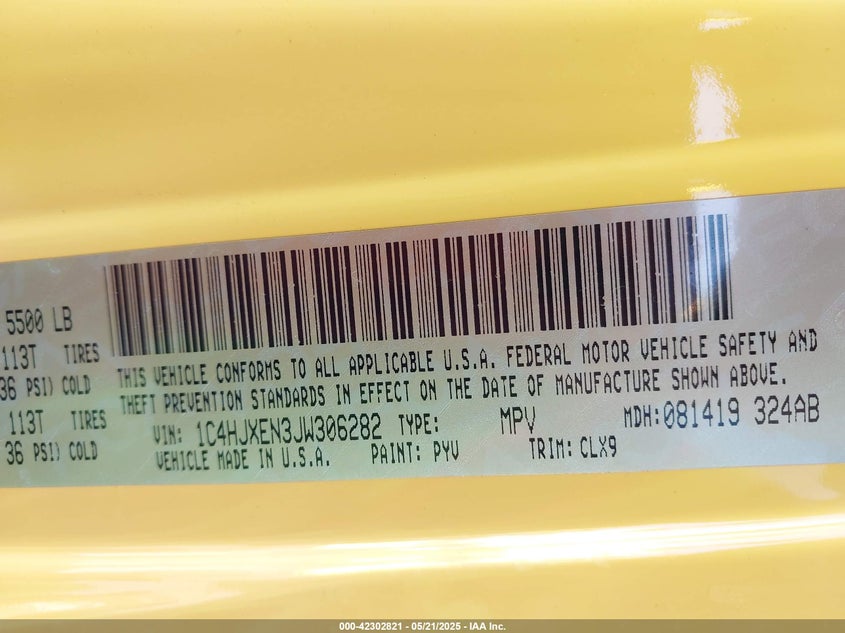 5500 LB
THIS VEHICLE CONFORMS TO ALL APPLICABLE U.S.A. FEDERAL MOTOR VEHICLE SAFETY AND
113T TIRES
THEFT PREVENTION STANDARDS IN EFFECT ON THE DATE OF MANUFACTURE SHOWN ABOVE.
36 PSI) COLD
VIN: 1C4HJXEN3JW306282 TYPE: MPV MDH: 081419 324AB
113T TIRES
VEHICLE MADE IN U.S.A. PAINT: PYV TRIM: CLX9
36 PSI) COLD
000-42302821 - 05/21/2025 - IAA Inc.